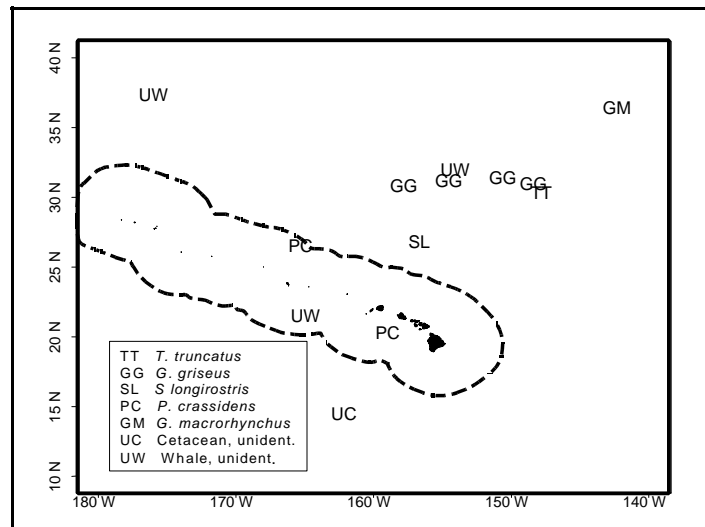 40 N
UW
GM
35 N
UW
GG
GG
GG
GG
TT
30 N
SL
PC
25 N
UW
PC
20 N
TT T. truncatus
GG G. griseus
SL S longirostris
PC P. crassidens
GM G. macrorhynchus
UC Cetacean, unident.
UW Whale, unident.
UC
15 N
10 N
180°W 170°W 160°W 150°W 140°W